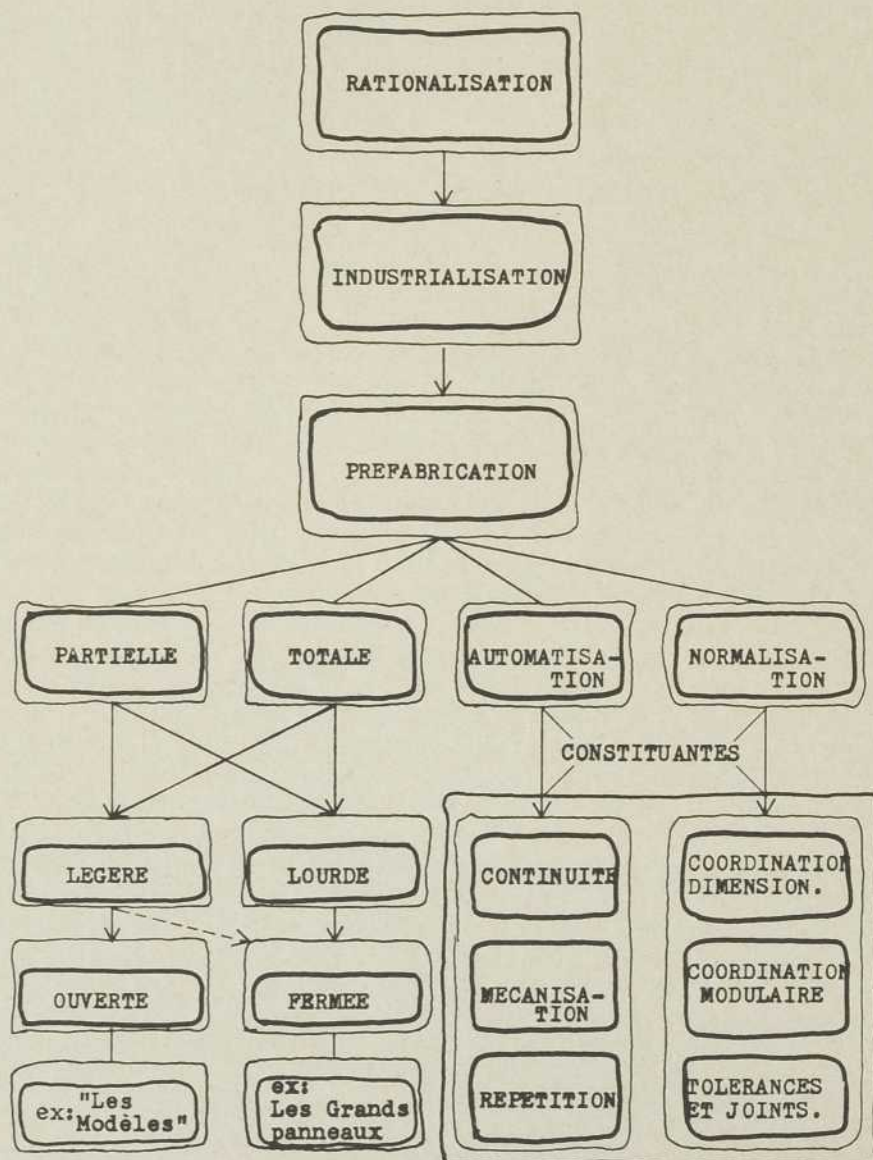 RATIONALISATION
INDUSTRIALISATION
PREFABRICATION
PARTIELLE
TOTALE
AUTOMATISA-
TION
NORMALISA-
TION
CONSTITUANTES
LEGERE
LOURDE
CONTINUITE
COORDINATION
DIMENSION.
OUVERTE
FERMEE
MECANISA-
TION
COORDINATION
MODULAIRE
ex: "Les
Modèles"
ex:
Les Grands
panneaux
REPETITION
TOLERANCES
ET JOINTS.